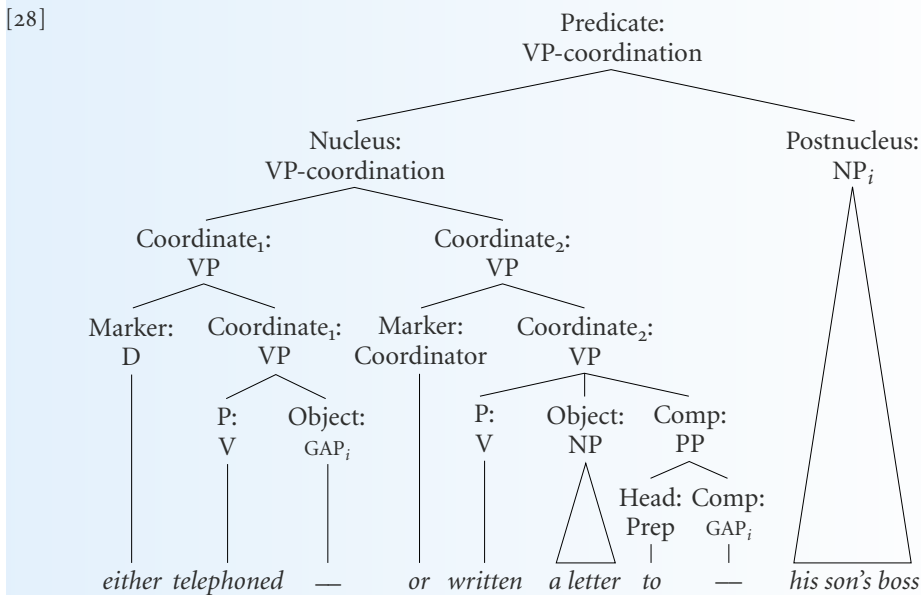 [28]
Predicate:
VP-coordination
Nucleus: Postnucleus:
VP-coordination NPᵢ
Coordinate₁: Coordinate₂:
VP VP
Marker: Coordinate₁: Marker: Coordinate₂:
D VP Coordinator VP
P: Object: P: Object: Comp:
V GAPᵢ V NP PP
Head: Comp:
Prep GAPᵢ
either telephoned — or written a letter to — his son's boss